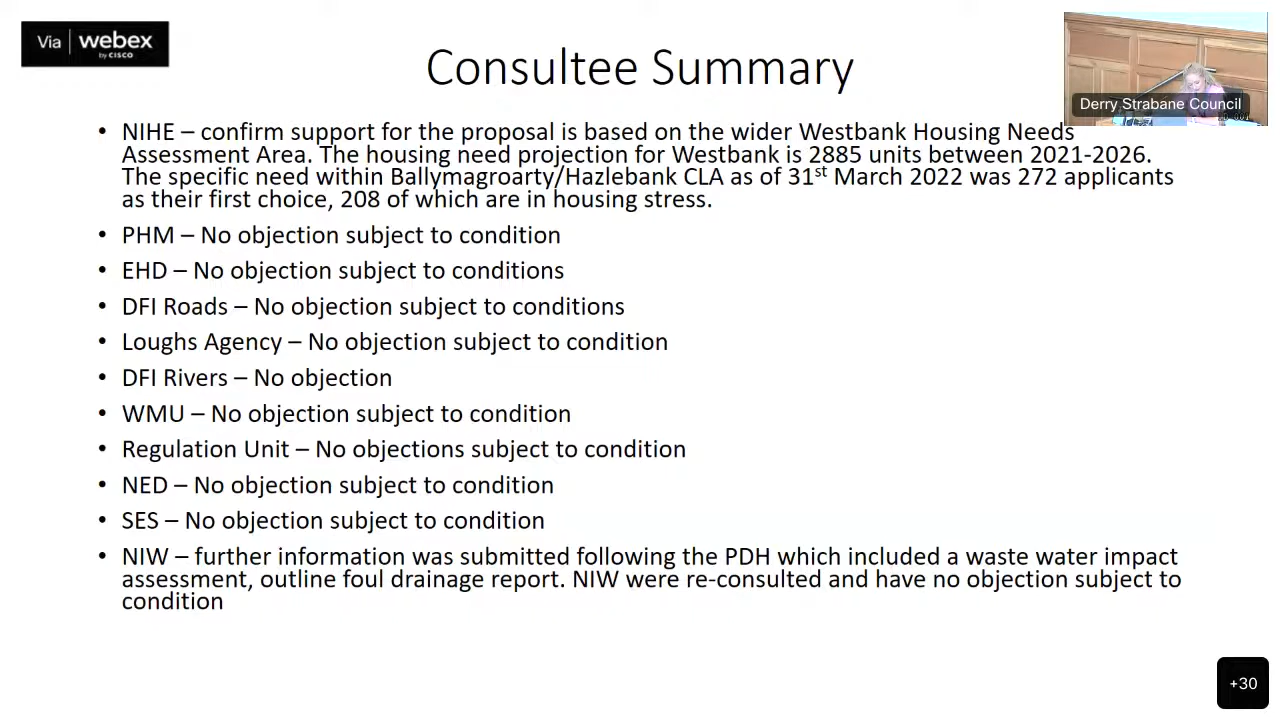 Via webex
by CISCO
Consultee Summary
Derry Strabane Council
• NIHE – confirm support for the proposal is based on the wider Westbank Housing Needs
Assessment Area. The housing need projection for Westbank is 2885 units between 2021-2026.
The specific need within Ballymagroarty/Hazlebank CLA as of 31st March 2022 was 272 applicants
as their first choice, 208 of which are in housing stress.
• PHM – No objection subject to condition
• EHD – No objection subject to conditions
• DFI Roads – No objection subject to conditions
• Loughs Agency – No objection subject to condition
• DFI Rivers – No objection
• WMU – No objection subject to condition
• Regulation Unit – No objections subject to condition
• NED – No objection subject to condition
• SES – No objection subject to condition
• NIW – further information was submitted following the PDH which included a waste water impact
assessment, outline foul drainage report. NIW were re-consulted and have no objection subject to
condition
+30